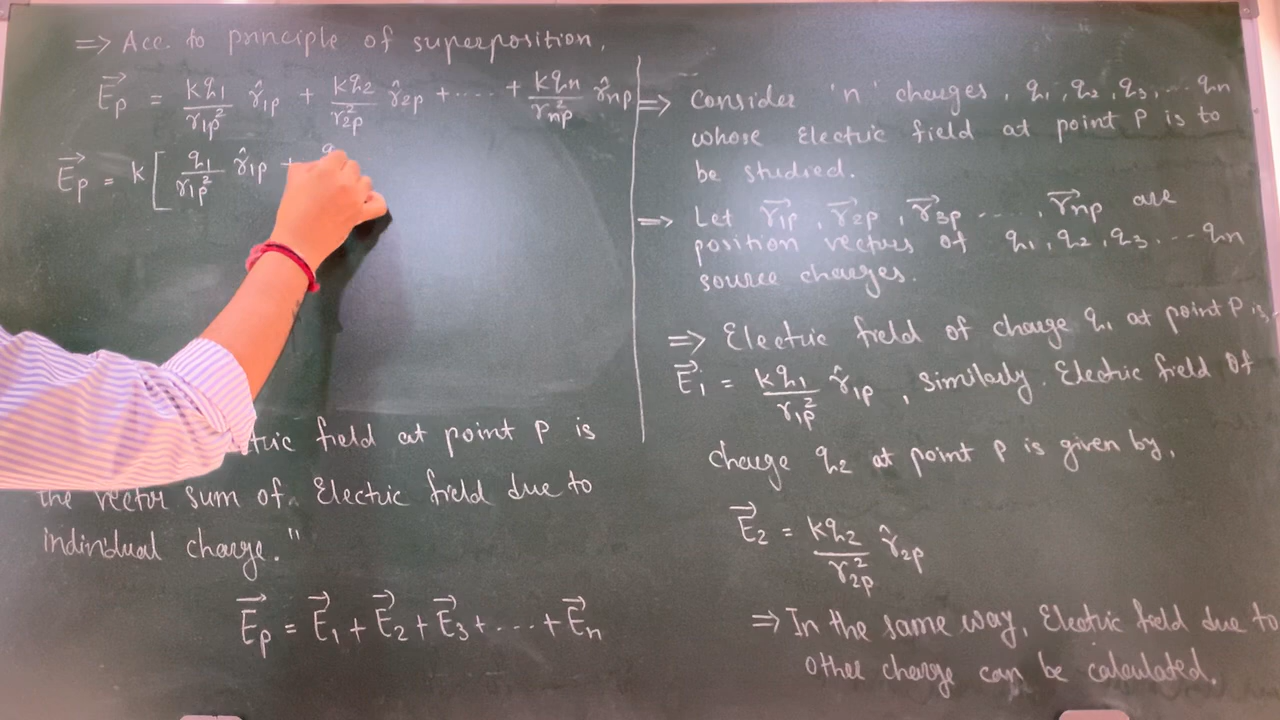 ⇒ Acc. to principle of superposition,
E⃗p = kq1/r1p² r̂1p + kq2/r2p² r̂2p + ..... + kqn/rnp² r̂np
E⃗p = k[ q1/r1p² r̂1p + q
field at point P is
the vector sum of Electric field due to
individual charge."
E⃗p = E⃗1 + E⃗2 + E⃗3 + ... + E⃗n
⇒ Consider 'n' charges, q1, q2, q3, ... qn
whose Electric field at point P is to
be studied.
⇒ Let r⃗1p, r⃗2p, r⃗3p ....., r⃗np are
position vectors of q1, q2, q3, ... qn
source charges.
⇒ Electric field of charge q1 at point P is,
E⃗1 = kq1/r1p² r̂1p , similarly. Electric field of
charge q2 at point P is given by,
E⃗2 = kq2/r2p² r̂2p
⇒ In the same way, Electric field due to
other charge can be calculated.